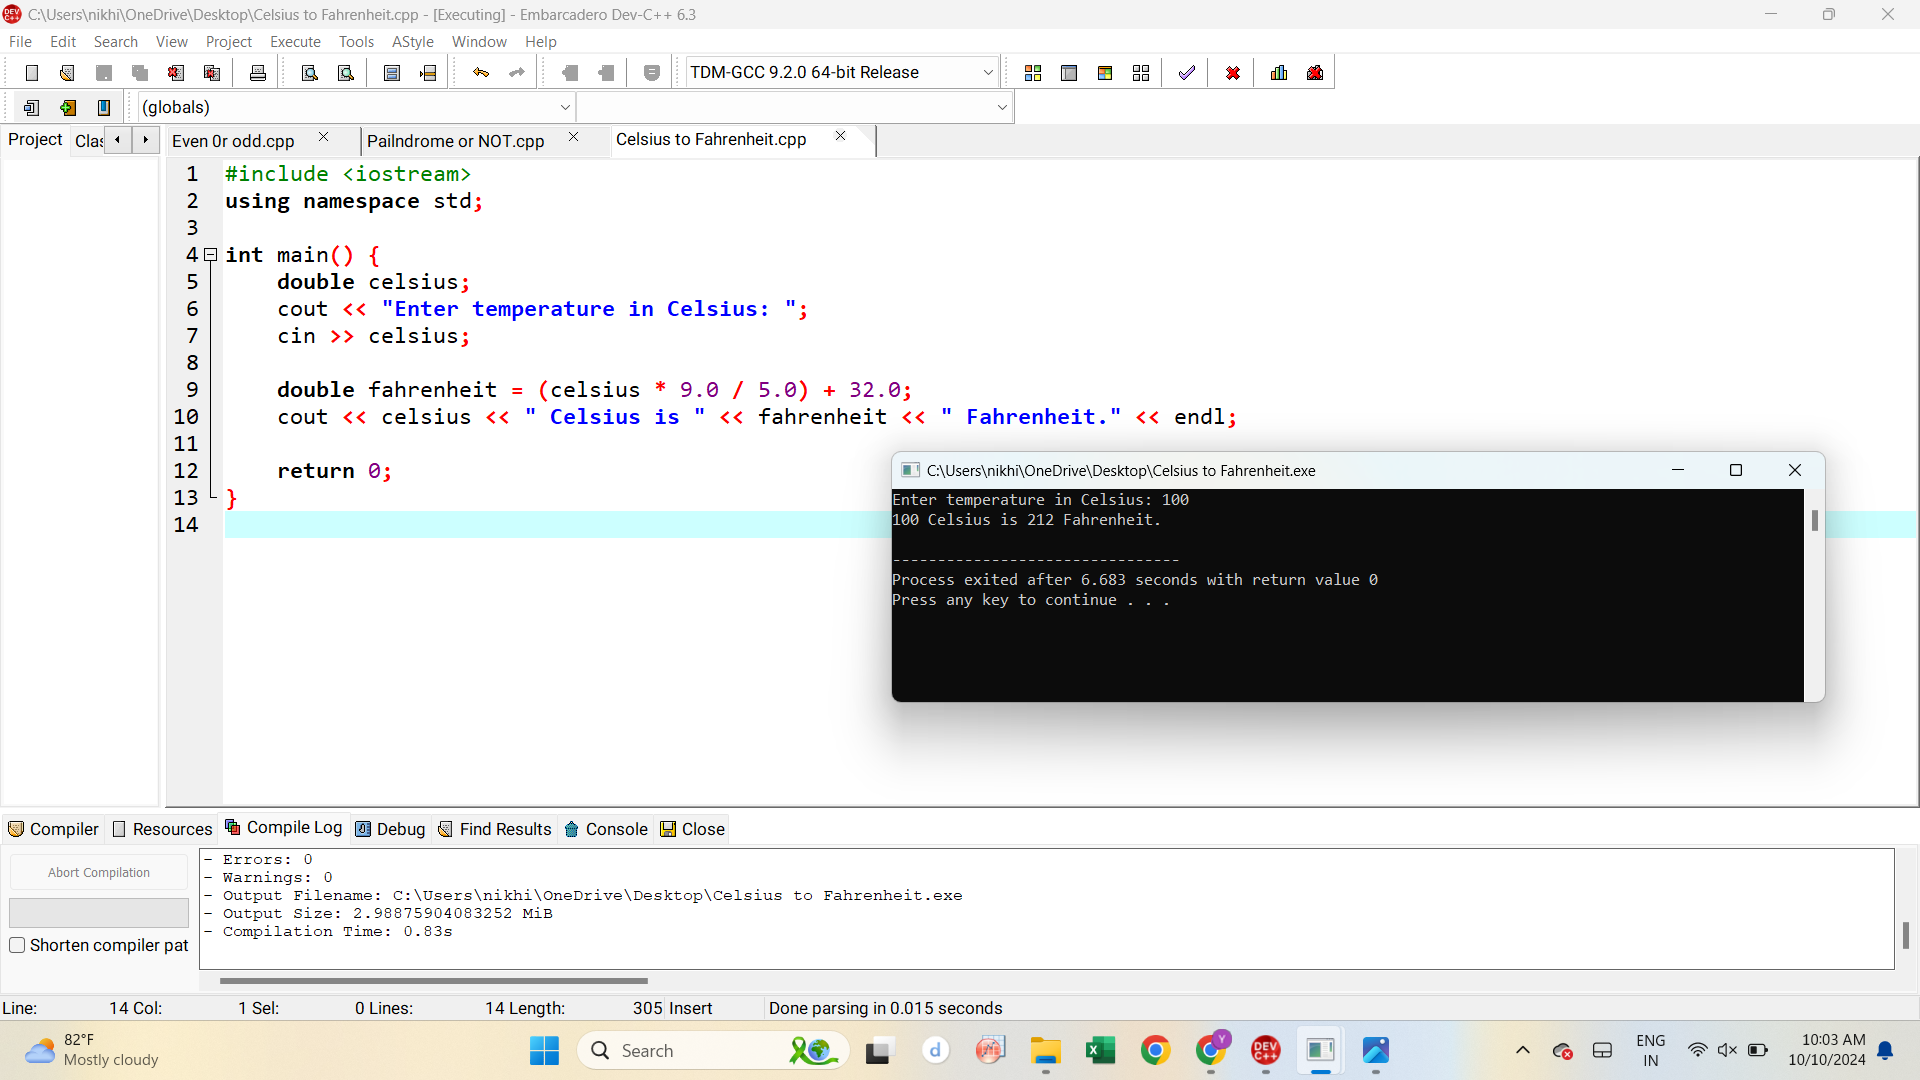 C:\Users\nikhi\OneDrive\Desktop\Celsius to Fahrenheit.cpp - [Executing] - Embarcadero Dev-C++ 6.3
File Edit Search View Project Execute Tools AStyle Window Help
TDM-GCC 9.2.0 64-bit Release
(globals)
Project Clas Even 0r odd.cpp Pailndrome or NOT.cpp Celsius to Fahrenheit.cpp
1 #include <iostream>
2 using namespace std;
3
4 int main() {
5 double celsius;
6 cout << "Enter temperature in Celsius: ";
7 cin >> celsius;
8
9 double fahrenheit = (celsius * 9.0 / 5.0) + 32.0;
10 cout << celsius << " Celsius is " << fahrenheit << " Fahrenheit." << endl;
11
12 return 0;
13 }
14
C:\Users\nikhi\OneDrive\Desktop\Celsius to Fahrenheit.exe
Enter temperature in Celsius: 100
100 Celsius is 212 Fahrenheit.
--------------------------------
Process exited after 6.683 seconds with return value 0
Press any key to continue . . .
Compiler Resources Compile Log Debug Find Results Console Close
Abort Compilation
Shorten compiler pat
- Errors: 0
- Warnings: 0
- Output Filename: C:\Users\nikhi\OneDrive\Desktop\Celsius to Fahrenheit.exe
- Output Size: 2.98875904083252 MiB
- Compilation Time: 0.83s
Line: 14 Col: 1 Sel: 0 Lines: 14 Length: 305 Insert Done parsing in 0.015 seconds
82°F
Mostly cloudy
Search
d
Y
DEV C++
ENG
IN
10:03 AM
10/10/2024